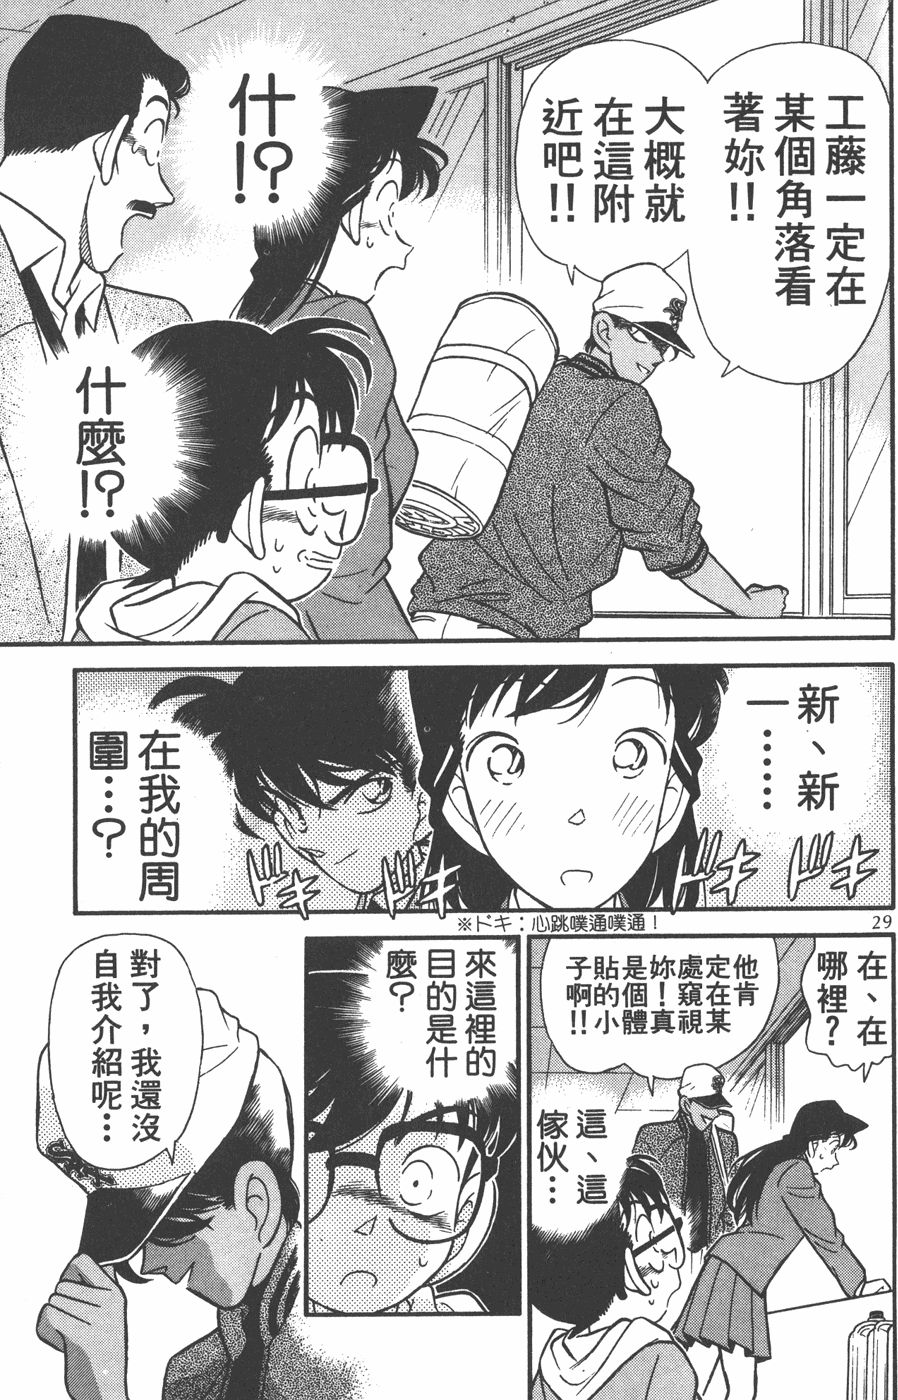 工藤一定在
某個角落看
著妳!!
大概就
在這附
近吧!!
什!?
什麼!?
新、新
一……
在我的周
圍…?
ドキ
ドキ
ドキ
ドキ
※ドキ：心跳噗通噗通！
29
在、在
哪裡?
他肯
定在某
處窺視
妳！真
是個體
貼的小
子啊!!
這、這
傢伙…
來這裡的
目的是什
麼?
對了，我還沒
自我介紹呢…